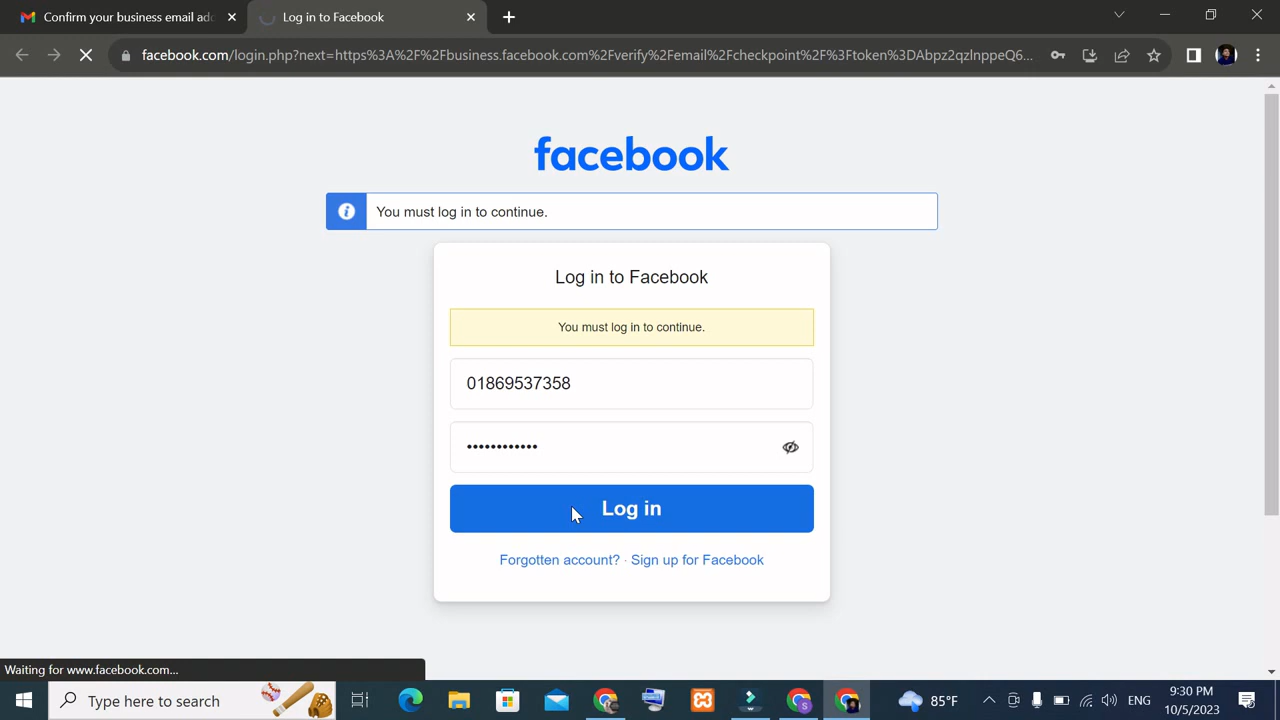 Confirm your business email add
Log in to Facebook
facebook.com/login.php?next=https%3A%2F%2Fbusiness.facebook.com%2Fverify%2Femail%2Fcheckpoint%2F%3Ftoken%3DAbpz2qzlnppeQ6...
facebook
You must log in to continue.
Log in to Facebook
You must log in to continue.
01869537358
••••••••••••
Log in
Forgotten account? · Sign up for Facebook
Waiting for www.facebook.com...
Type here to search
85°F
ENG
9:30 PM
10/5/2023